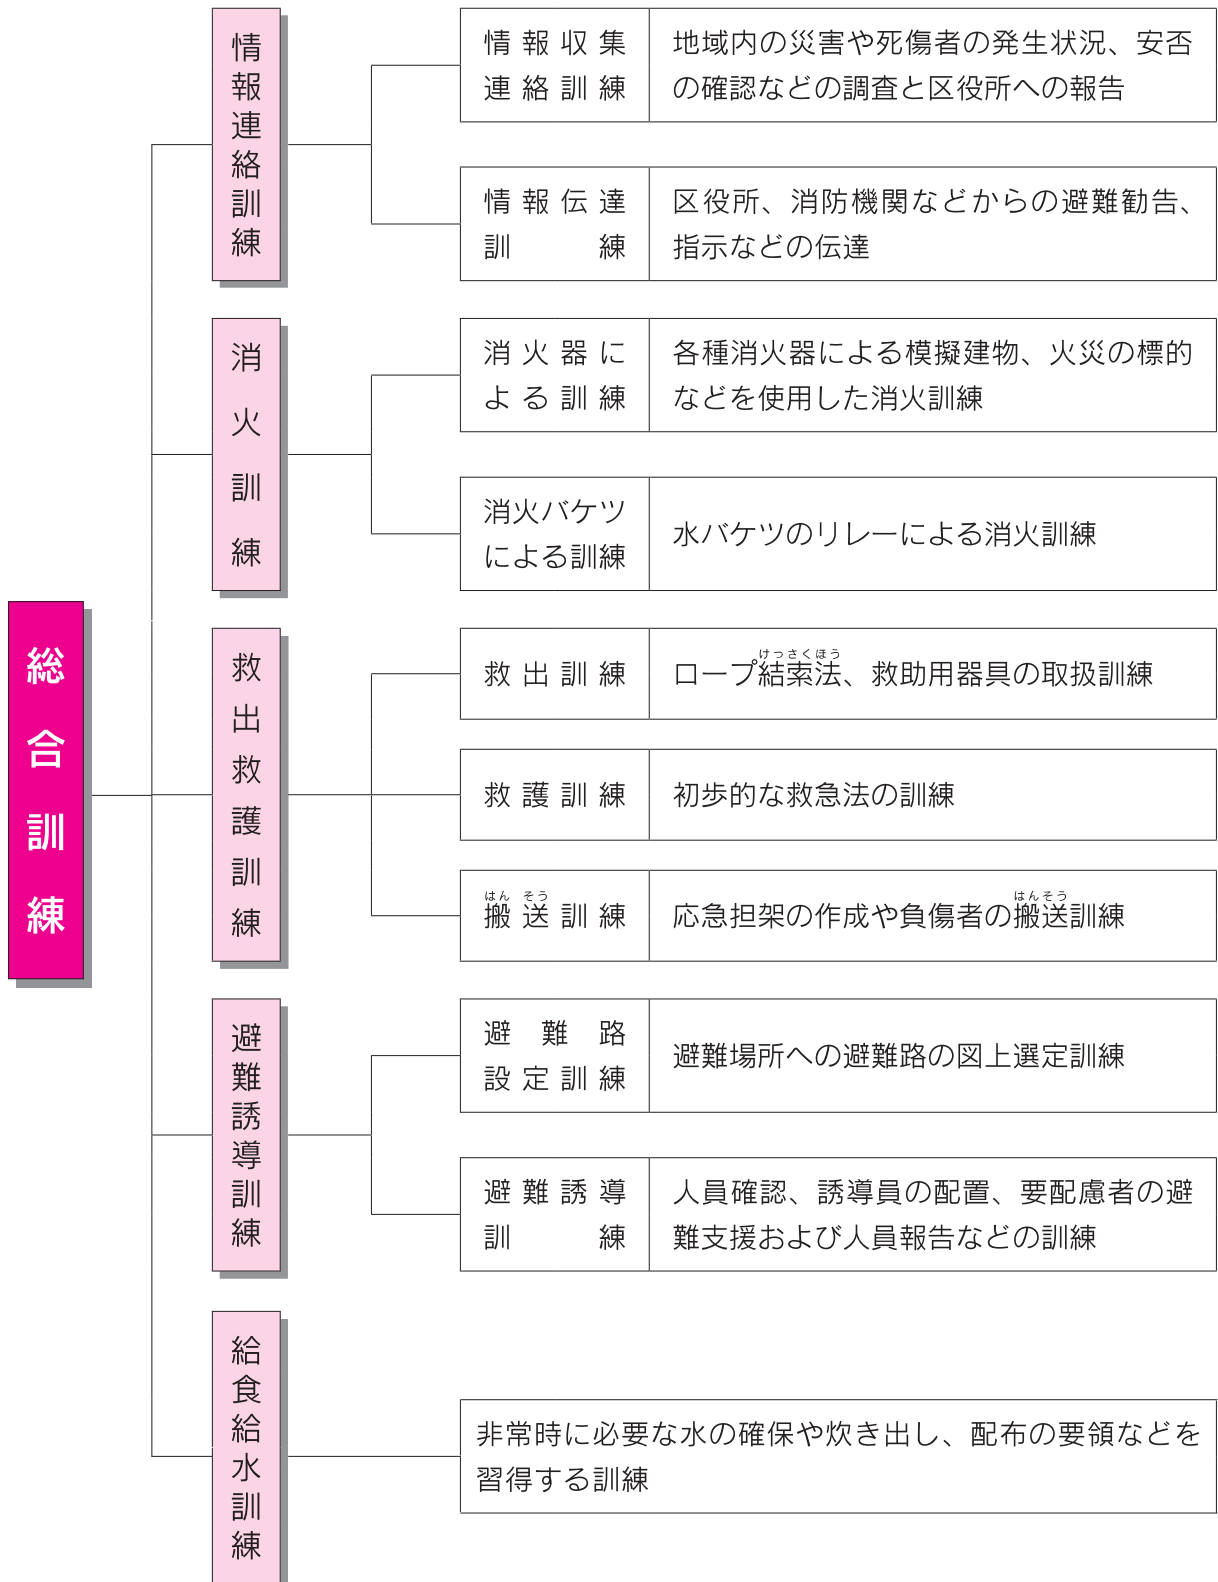 総合訓練
情報連絡訓練
情報収集
連絡訓練
地域内の災害や死傷者の発生状況、安否
の確認などの調査と区役所への報告
情報伝達
訓練
区役所、消防機関などからの避難勧告、
指示などの伝達
消火訓練
消火器に
よる訓練
各種消火器による模擬建物、火災の標的
などを使用した消火訓練
消火バケツ
による訓練
水バケツのリレーによる消火訓練
救出救護訓練
救出訓練
けっさくほう
ロープ結索法、救助用器具の取扱訓練
救護訓練
初歩的な救急法の訓練
はんそう
搬送訓練
はんそう
応急担架の作成や負傷者の搬送訓練
避難誘導訓練
避難路
設定訓練
避難場所への避難路の図上選定訓練
避難誘導
訓練
人員確認、誘導員の配置、要配慮者の避
難支援および人員報告などの訓練
給食給水訓練
非常時に必要な水の確保や炊き出し、配布の要領などを
習得する訓練